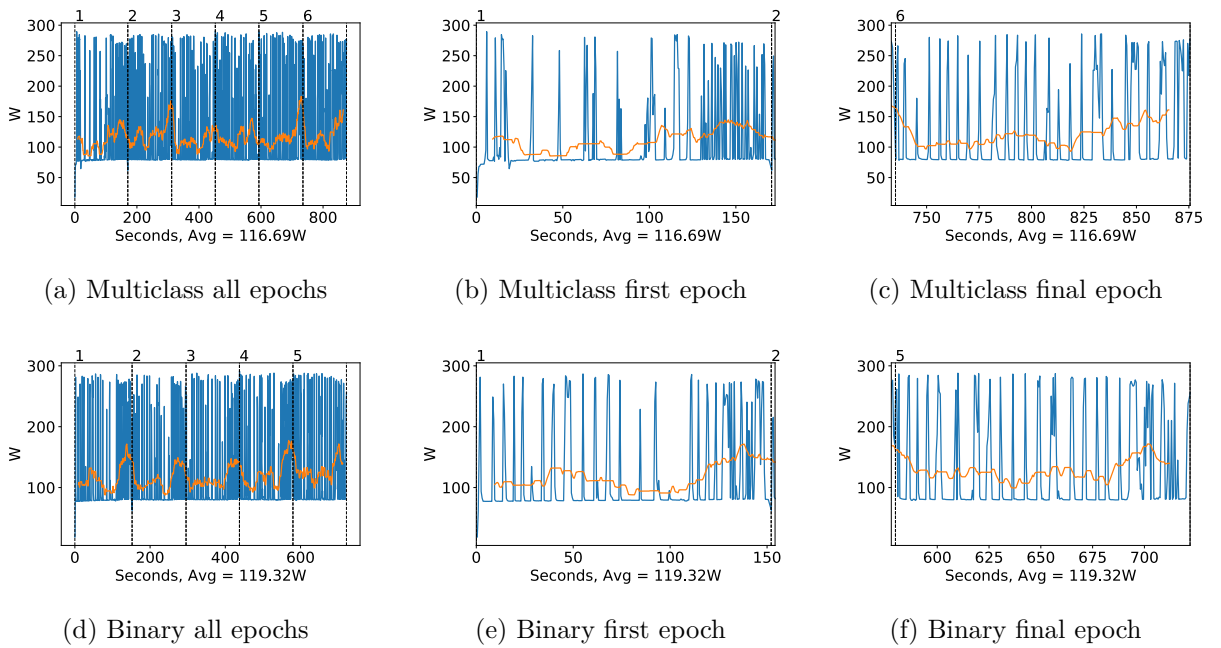 1 2 3 4 5 6
1 2
6
300
250
200
150
100
50
W
0 200 400 600 800
Seconds, Avg = 116.69W
300
250
200
150
100
50
W
0 50 100 150
Seconds, Avg = 116.69W
300
250
200
150
100
50
W
750 775 800 825 850 875
Seconds, Avg = 116.69W
(a) Multiclass all epochs
(b) Multiclass first epoch
(c) Multiclass final epoch
1 2 3 4 5
1 2
5
300
200
100
W
0 200 400 600
Seconds, Avg = 119.32W
300
200
100
W
0 50 100 150
Seconds, Avg = 119.32W
300
200
100
W
600 625 650 675 700
Seconds, Avg = 119.32W
(d) Binary all epochs
(e) Binary first epoch
(f) Binary final epoch